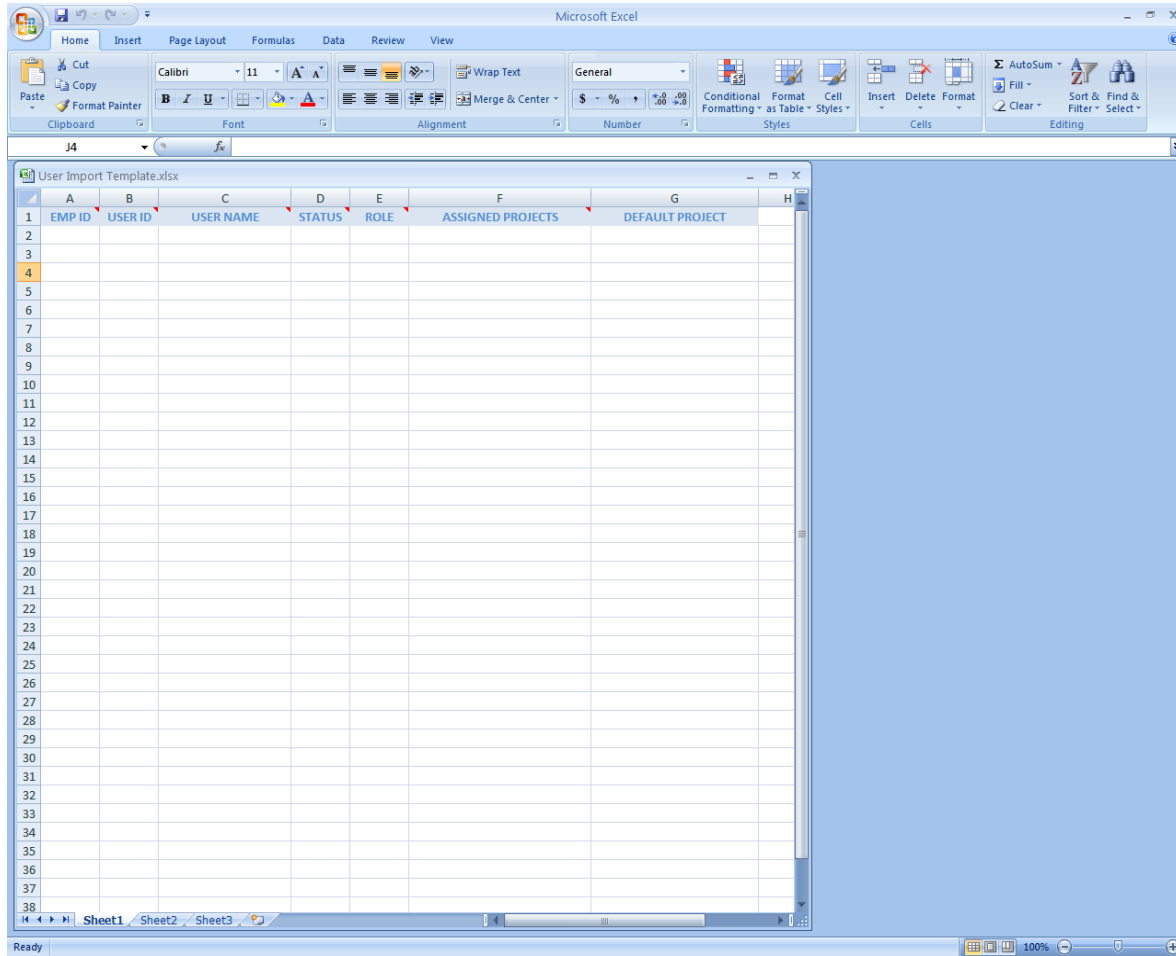 Microsoft Excel
Home Insert Page Layout Formulas Data Review View
Paste
Cut
Copy
Format Painter
Clipboard
Calibri 11 A A
B I U A
Font
Wrap Text
Merge & Center
Alignment
General
$ % , .0 .00 .00 .0
Number
Conditional Formatting
Format as Table
Cell Styles
Styles
Insert Delete Format
Cells
Σ AutoSum
Fill
Clear
Sort & Filter
Find & Select
Editing
J4 fx
User Import Template.xlsx
A B C D E F G H
1 EMP ID USER ID USER NAME STATUS ROLE ASSIGNED PROJECTS DEFAULT PROJECT
2
3
4
5
6
7
8
9
10
11
12
13
14
15
16
17
18
19
20
21
22
23
24
25
26
27
28
29
30
31
32
33
34
35
36
37
38
Sheet1 Sheet2 Sheet3
Ready 100%